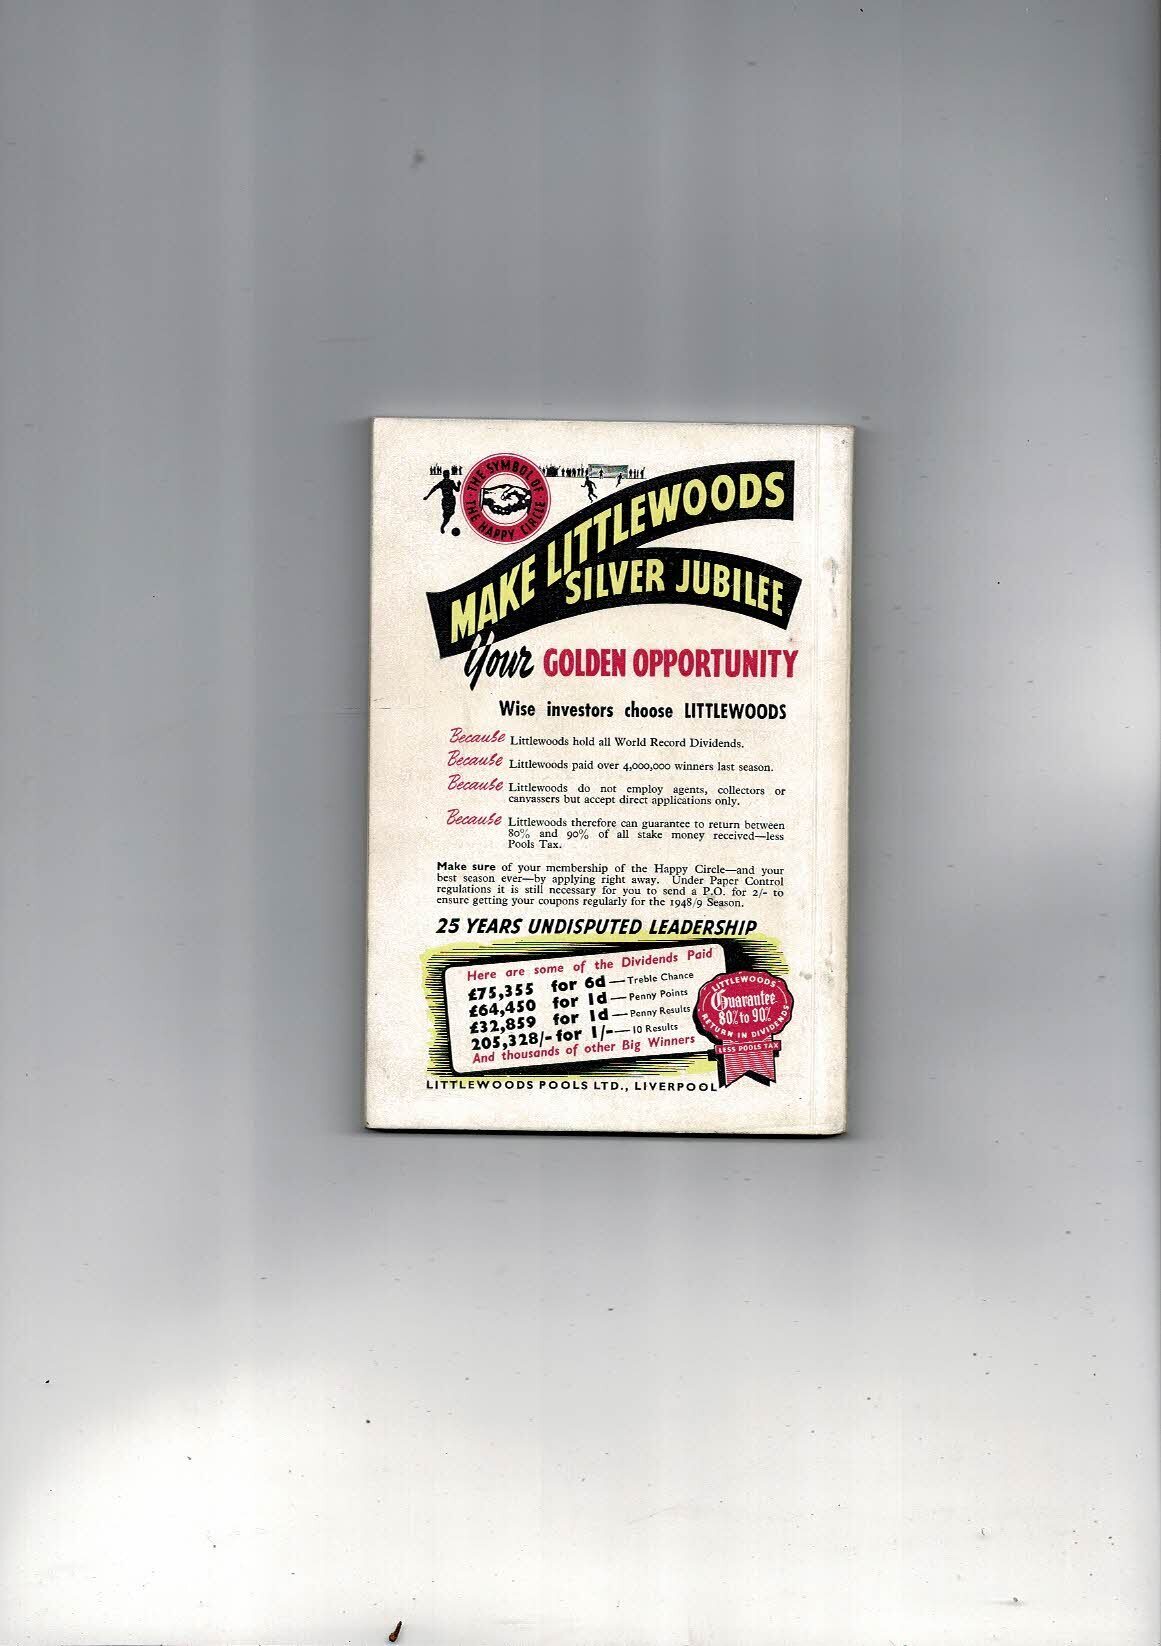 THE SYMBOL OF
THE HAPPY CIRCLE
MAKE LITTLEWOODS
SILVER JUBILEE
Your GOLDEN OPPORTUNITY
Wise investors choose LITTLEWOODS
Because Littlewoods hold all World Record Dividends.
Because Littlewoods paid over 4,000,000 winners last season.
Because Littlewoods do not employ agents, collectors or
canvassers but accept direct applications only.
Because Littlewoods therefore can guarantee to return between
80% and 90% of all stake money received—less
Pools Tax.
Make sure of your membership of the Happy Circle—and your
best season ever—by applying right away. Under Paper Control
regulations it is still necessary for you to send a P.O. for 2/- to
ensure getting your coupons regularly for the 1948/9 Season.
25 YEARS UNDISPUTED LEADERSHIP
Here are some of the Dividends Paid
£75,355 for 6d—Treble Chance
£64,450 for 1d—Penny Points
£32,859 for 1d—Penny Results
205,328/- for 1/-—10 Results
And thousands of other Big Winners
LITTLEWOODS
Guarantee
80% to 90%
RETURN IN DIVIDENDS
LESS POOLS TAX
LITTLEWOODS POOLS LTD., LIVERPOOL